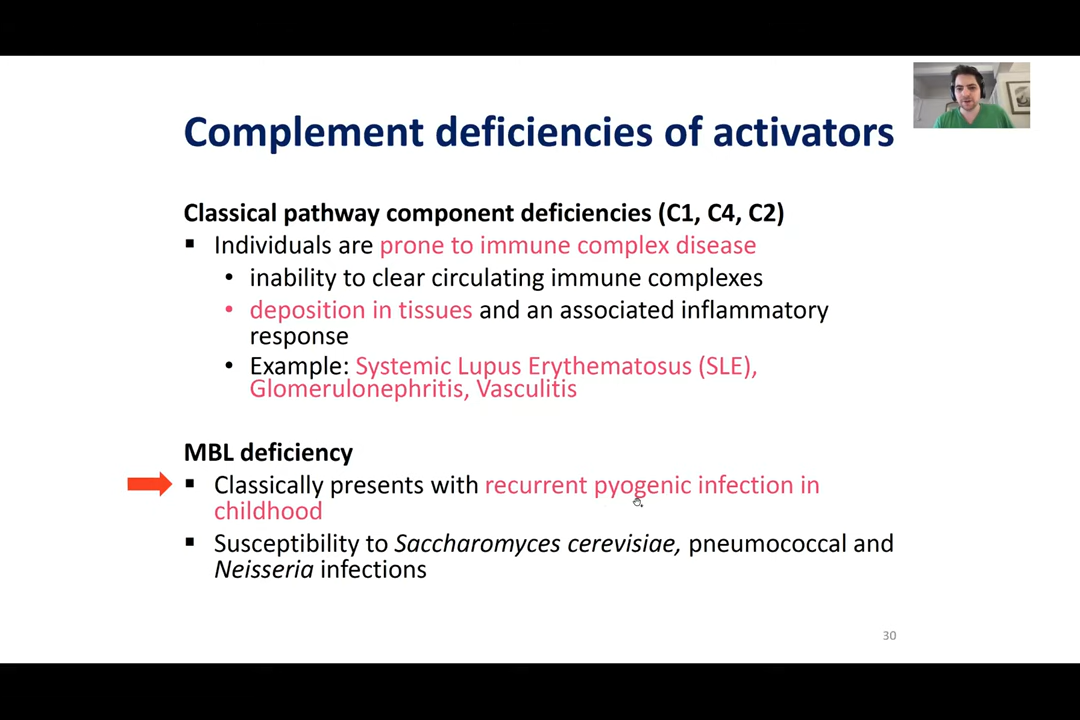 Complement deficiencies of activators
Classical pathway component deficiencies (C1, C4, C2)
▪ Individuals are prone to immune complex disease
• inability to clear circulating immune complexes
• deposition in tissues and an associated inflammatory
response
• Example: Systemic Lupus Erythematosus (SLE),
Glomerulonephritis, Vasculitis
MBL deficiency
▪ Classically presents with recurrent pyogenic infection in
childhood
▪ Susceptibility to Saccharomyces cerevisiae, pneumococcal and
Neisseria infections
30